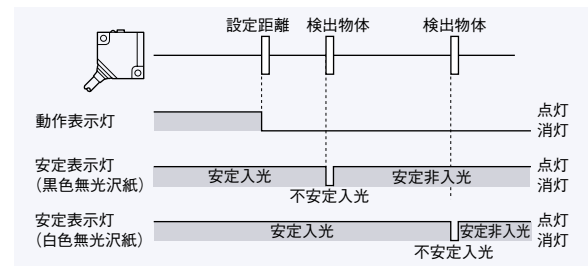 設定距離 検出物体 検出物体
動作表示灯
点灯
消灯
安定表示灯
(黒色無光沢紙)
安定入光 安定非入光
点灯
消灯
不安定入光
安定表示灯
(白色無光沢紙)
安定入光 安定非入光
点灯
消灯
不安定入光